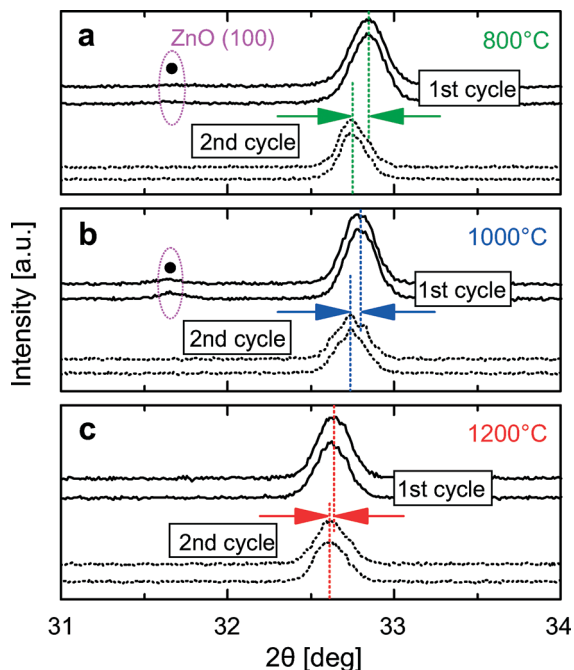 a
ZnO (100)
800°C
1st cycle
2nd cycle
b
1000°C
1st cycle
2nd cycle
c
1200°C
1st cycle
2nd cycle
Intensity [a.u.]
31
32
33
34
2θ [deg]